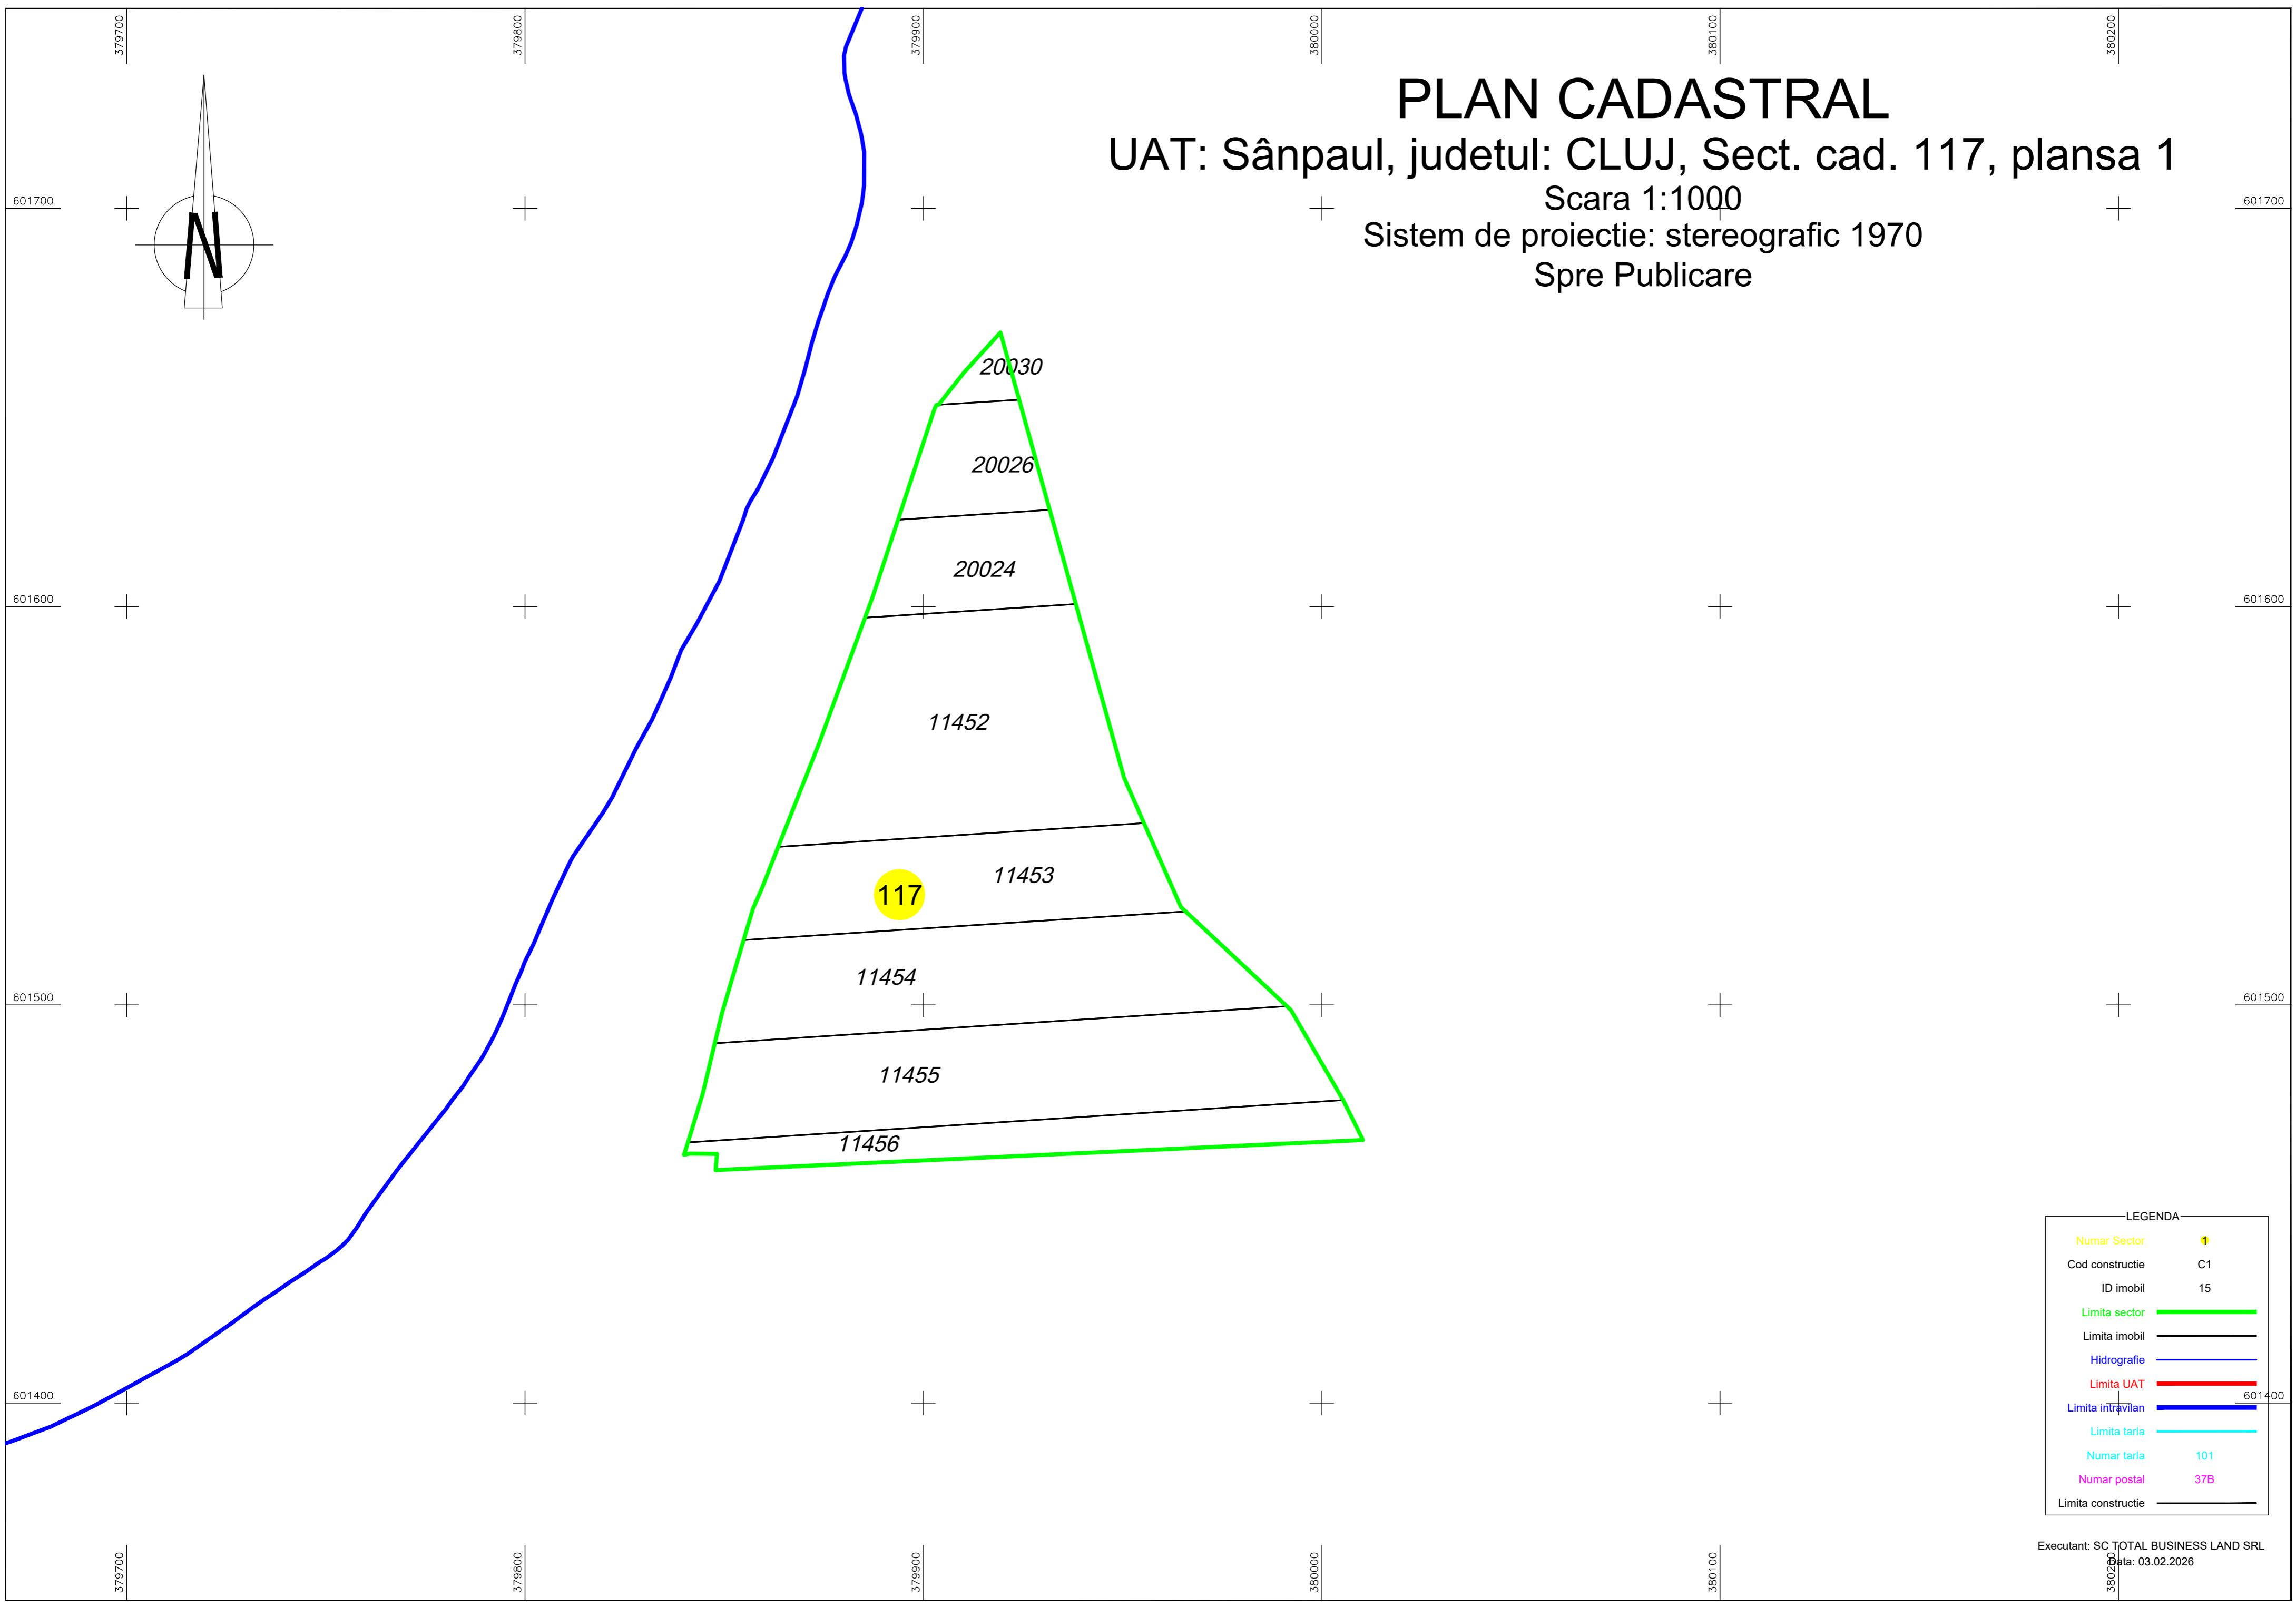 379700
379800
379900
380000
380100
380200
PLAN CADASTRAL
UAT: Sânpaul, judetul: CLUJ, Sect. cad. 117, plansa 1
Scara 1:1000
Sistem de proiectie: stereografic 1970
Spre Publicare
N
601700
601700
20030
20026
20024
601600
601600
11452
11453
117
11454
601500
601500
11455
11456
LEGENDA
Numar Sector 1
Cod constructie C1
ID imobil 15
Limita sector
Limita imobil
Hidrografie
Limita UAT
601400
601400
Limita intravilan
Limita tarla
Numar tarla 101
Numar postal 37B
Limita constructie
Executant: SC TOTAL BUSINESS LAND SRL
Data: 03.02.2026
379700
379800
379900
380000
380100
380200